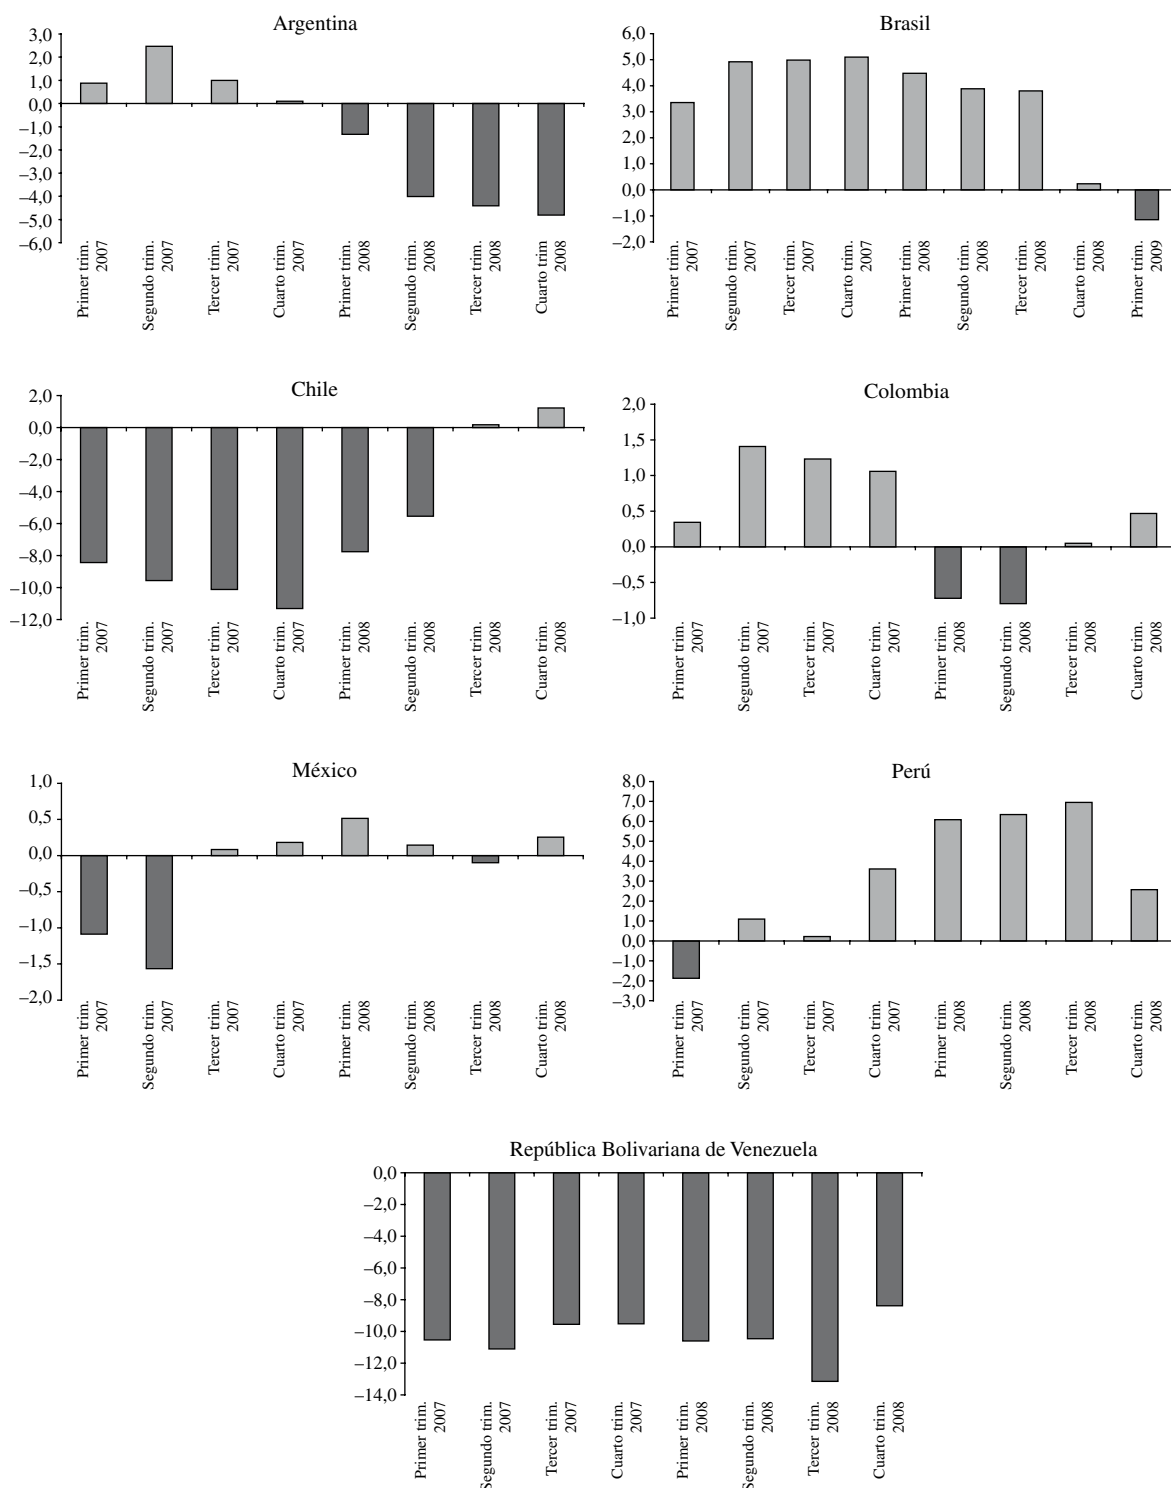 Argentina
3,0
2,0
1,0
0,0
–1,0
–2,0
–3,0
–4,0
–5,0
–6,0
Primer trim.
2007
Segundo trim.
2007
Tercer trim.
2007
Cuarto trim.
2007
Primer trim.
2008
Segundo trim.
2008
Tercer trim.
2008
Cuarto trim
2008
Brasil
6,0
5,0
4,0
3,0
2,0
1,0
0,0
–1,0
–2,0
Primer trim.
2007
Segundo trim.
2007
Tercer trim.
2007
Cuarto trim.
2007
Primer trim.
2008
Segundo trim.
2008
Tercer trim.
2008
Cuarto trim.
2008
Primer trim.
2009
Chile
2,0
0,0
–2,0
–4,0
–6,0
–8,0
–10,0
–12,0
Primer trim.
2007
Segundo trim.
2007
Tercer trim.
2007
Cuarto trim.
2007
Primer trim.
2008
Segundo trim.
2008
Tercer trim.
2008
Cuarto trim.
2008
Colombia
2,0
1,5
1,0
0,5
0,0
–0,5
–1,0
Primer trim.
2007
Segundo trim.
2007
Tercer trim.
2007
Cuarto trim.
2007
Primer trim.
2008
Segundo trim.
2008
Tercer trim.
2008
Cuarto trim.
2008
México
1,0
0,5
0,0
–0,5
–1,0
–1,5
–2,0
Primer trim.
2007
Segundo trim.
2007
Tercer trim.
2007
Cuarto trim.
2007
Primer trim.
2008
Segundo trim.
2008
Tercer trim.
2008
Cuarto trim.
2008
Perú
8,0
7,0
6,0
5,0
4,0
3,0
2,0
1,0
0,0
–1,0
–2,0
–3,0
Primer trim.
2007
Segundo trim.
2007
Tercer trim.
2007
Cuarto trim.
2007
Primer trim.
2008
Segundo trim.
2008
Tercer trim.
2008
Cuarto trim.
2008
República Bolivariana de Venezuela
0,0
–2,0
–4,0
–6,0
–8,0
–10,0
–12,0
–14,0
Primer trim.
2007
Segundo trim.
2007
Tercer trim.
2007
Cuarto trim.
2007
Primer trim.
2008
Segundo trim.
2008
Tercer trim.
2008
Cuarto trim.
2008